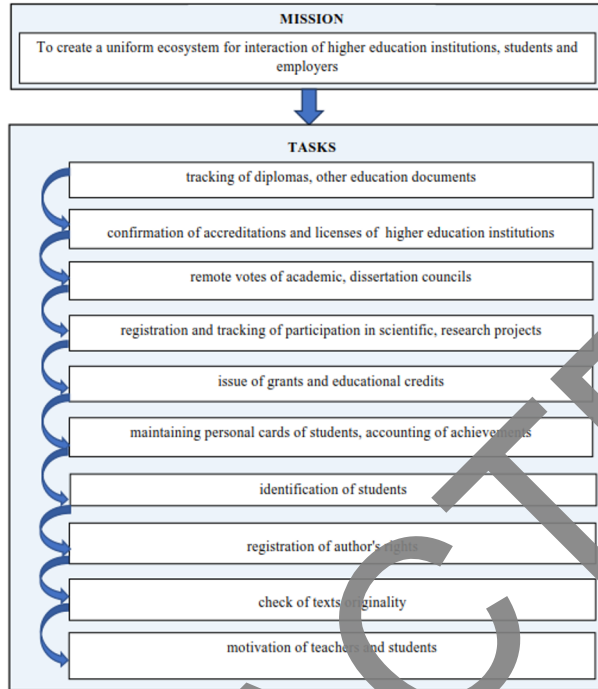 MISSION
To create a uniform ecosystem for interaction of higher education institutions, students and
employers
TASKS
tracking of diplomas, other education documents
confirmation of accreditations and licenses of higher education institutions
remote votes of academic, dissertation councils
registration and tracking of participation in scientific, research projects
issue of grants and educational credits
maintaining personal cards of students, accounting of achievements
identification of students
registration of author's rights
check of texts originality
motivation of teachers and students